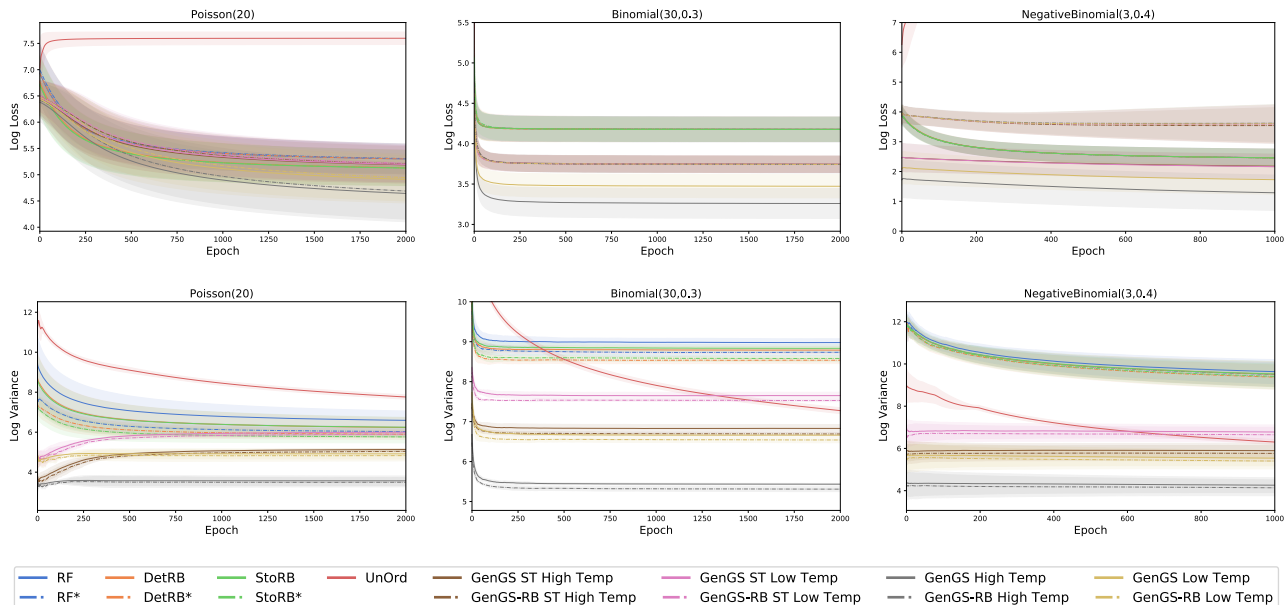 Poisson(20)
Binomial(30,0.3)
NegativeBinomial(3,0.4)
Log Loss
7.5
7.0
6.5
6.0
5.5
5.0
4.5
4.0
0 250 500 750 1000 1250 1500 1750 2000
Epoch
Log Loss
5.5
5.0
4.5
4.0
3.5
3.0
0 250 500 750 1000 1250 1500 1750 2000
Epoch
Log Loss
7
6
5
4
3
2
1
0
0 200 400 600 800 1000
Epoch
Poisson(20)
Binomial(30,0.3)
NegativeBinomial(3,0.4)
Log Variance
12
10
8
6
4
0 250 500 750 1000 1250 1500 1750 2000
Epoch
Log Variance
10
9
8
7
6
5
0 250 500 750 1000 1250 1500 1750 2000
Epoch
Log Variance
12
10
8
6
4
0 200 400 600 800 1000
Epoch
RF DetRB StoRB UnOrd GenGS ST High Temp GenGS ST Low Temp GenGS High Temp GenGS Low Temp
RF* DetRB* StoRB* GenGS-RB ST High Temp GenGS-RB ST Low Temp GenGS-RB High Temp GenGS-RB Low Temp